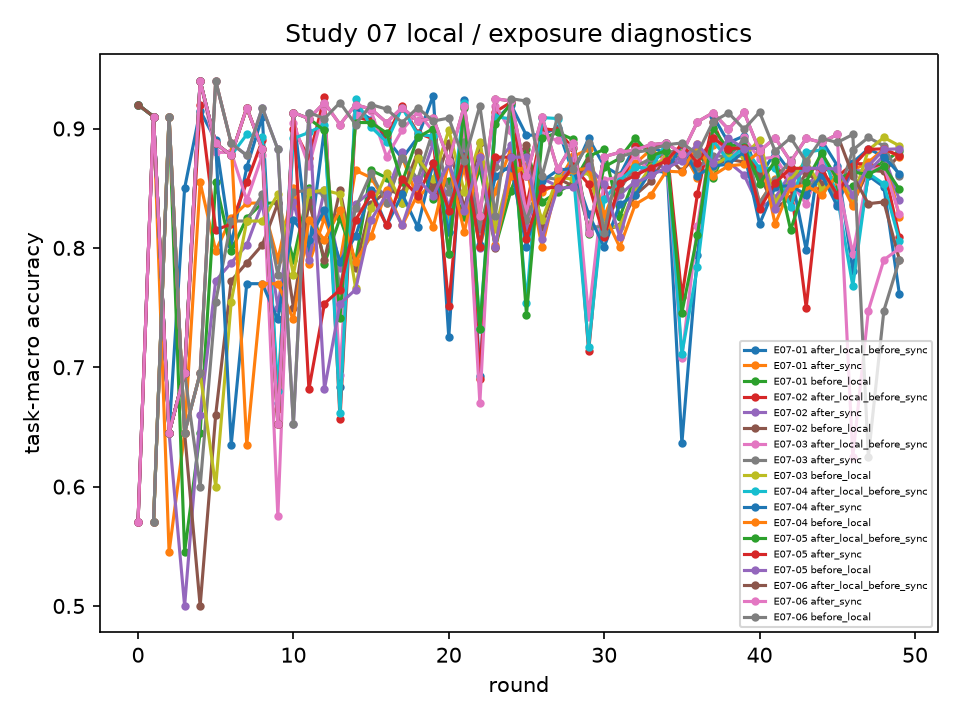 Study 07 local / exposure diagnostics
task-macro accuracy
0.9
0.8
0.7
0.6
0.5
0
10
20
30
40
50
round
E07-01 after_local_before_sync
E07-01 after_sync
E07-01 before_local
E07-02 after_local_before_sync
E07-02 after_sync
E07-02 before_local
E07-03 after_local_before_sync
E07-03 after_sync
E07-03 before_local
E07-04 after_local_before_sync
E07-04 after_sync
E07-04 before_local
E07-05 after_local_before_sync
E07-05 after_sync
E07-05 before_local
E07-06 after_local_before_sync
E07-06 after_sync
E07-06 before_local